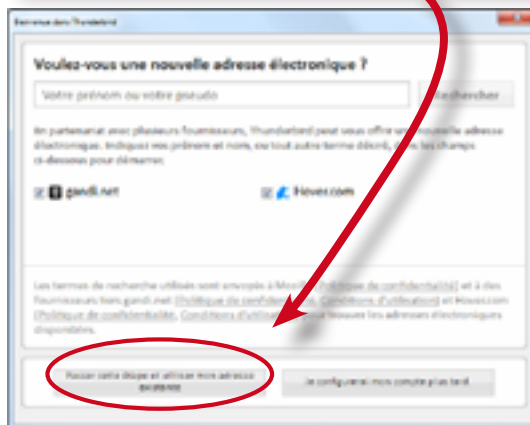 Bienvenue dans Thunderbird
Voulez-vous une nouvelle adresse électronique ?
Votre prénom ou votre pseudo
Rechercher
En partenariat avec plusieurs fournisseurs, Thunderbird peut vous offrir une nouvelle adresse
électronique. Indiquez vos prénom et nom, ou tout autre terme désiré, dans les champs
ci-dessous pour démarrer.
gandi.net
Hover.com
Les termes de recherche utilisés sont envoyés à Mozilla (Politique de confidentialité) et à des
fournisseurs tiers gandi.net (Politique de confidentialité, Conditions d'utilisation) et Hover.com
(Politique de confidentialité, Conditions d'utilisation) pour trouver les adresses électroniques
disponibles.
Passer cette étape et utiliser mon adresse
existante
Je configurerai mon compte plus tard